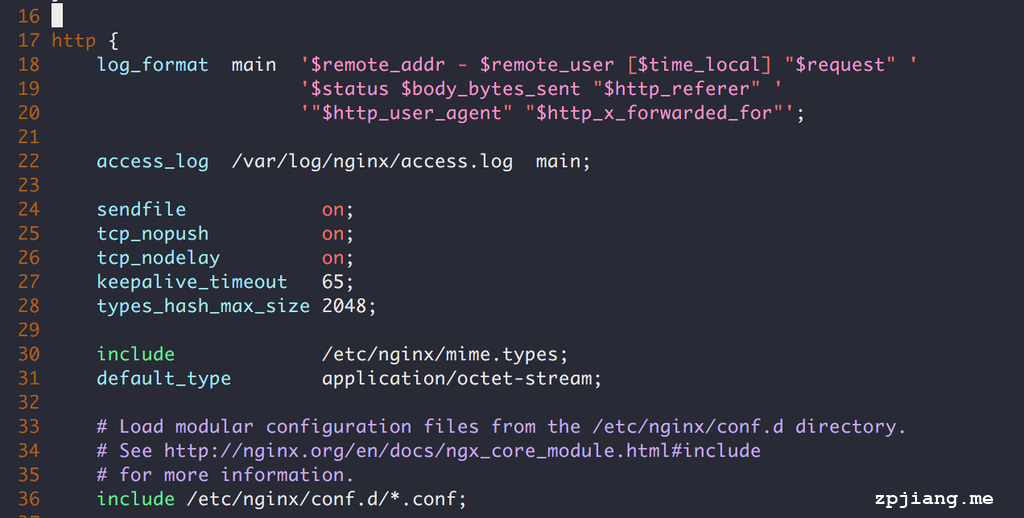 16
17 http {
18     log_format  main  '$remote_addr - $remote_user [$time_local] "$request" '
19                       '$status $body_bytes_sent "$http_referer" '
20                       '"$http_user_agent" "$http_x_forwarded_for"';
21
22     access_log  /var/log/nginx/access.log  main;
23
24     sendfile            on;
25     tcp_nopush          on;
26     tcp_nodelay         on;
27     keepalive_timeout   65;
28     types_hash_max_size 2048;
29
30     include             /etc/nginx/mime.types;
31     default_type        application/octet-stream;
32
33     # Load modular configuration files from the /etc/nginx/conf.d directory.
34     # See http://nginx.org/en/docs/ngx_core_module.html#include
35     # for more information.
36     include /etc/nginx/conf.d/*.conf;
zpjiang.me